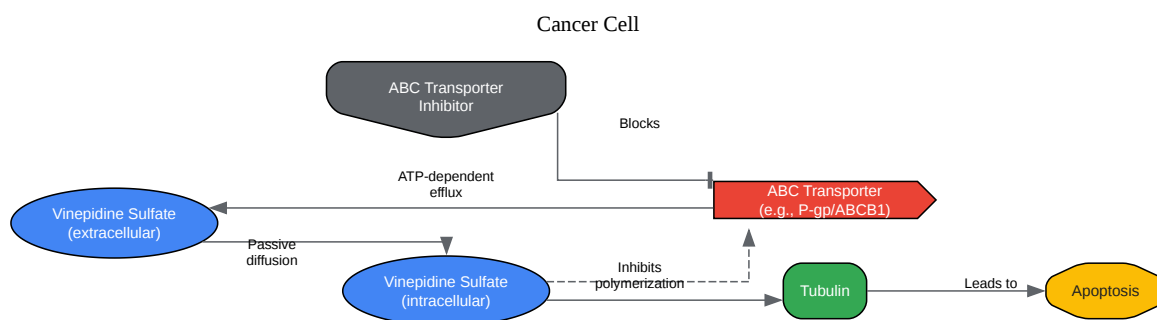 Cancer Cell
ABC Transporter
Inhibitor
Blocks
ATP-dependent
efflux
ABC Transporter
(e.g., P-gp/ABCB1)
Vinepidine Sulfate
(extracellular)
Passive
diffusion
Vinepidine Sulfate
(intracellular)
Inhibits
polymerization
Tubulin
Leads to
Apoptosis